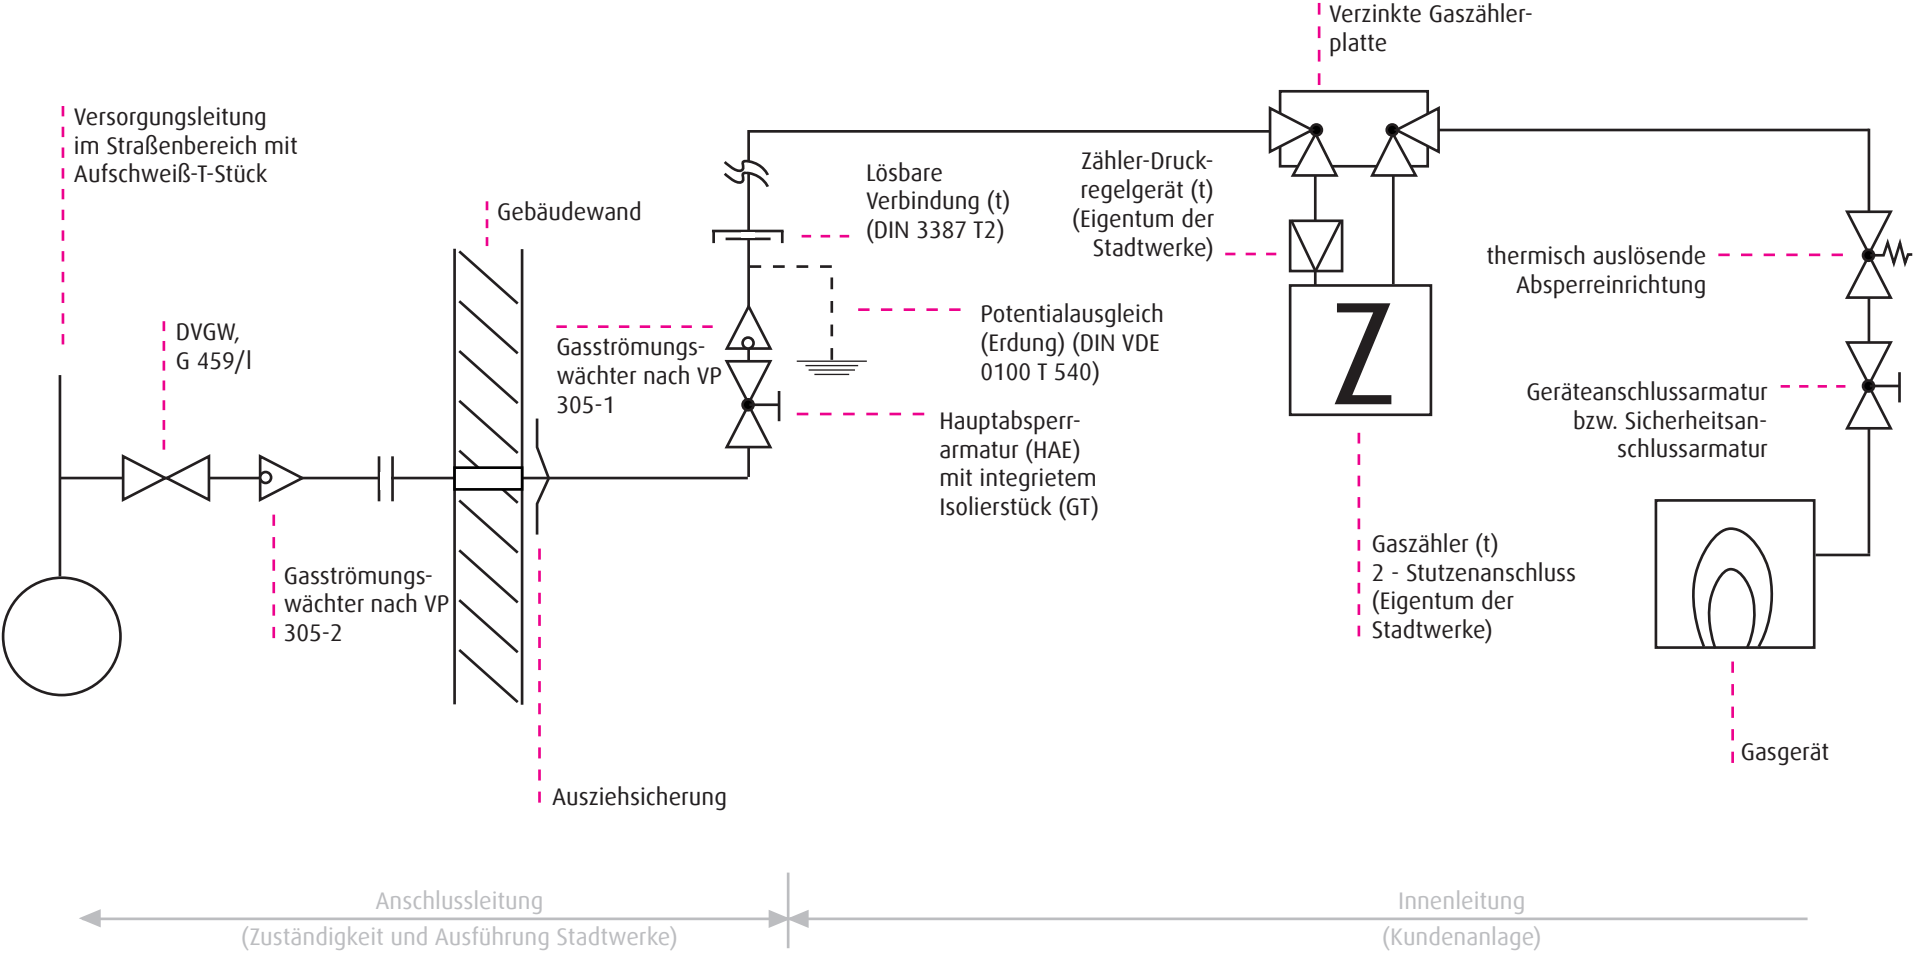 Verzinkte Gaszähler-
platte
Versorgungsleitung
im Straßenbereich mit
Aufschweiß-T-Stück
Gebäudewand
Lösbare
Verbindung (t)
(DIN 3387 T2)
Zähler-Druck-
regelgerät (t)
(Eigentum der
Stadtwerke)
thermisch auslösende
Absperreinrichtung
DVGW,
G 459/l
Gasströmungs-
wächter nach VP
305-1
Potentialausgleich
(Erdung) (DIN VDE
0100 T 540)
Z
Geräteanschlussarmatur
bzw. Sicherheitsan-
schlussarmatur
Hauptabsperr-
armatur (HAE)
mit integrietem
Isolierstück (GT)
Gasströmungs-
wächter nach VP
305-2
Gaszähler (t)
2 - Stutzenanschluss
(Eigentum der
Stadtwerke)
Gasgerät
Ausziehsicherung
Anschlussleitung
(Zuständigkeit und Ausführung Stadtwerke)
Innenleitung
(Kundenanlage)